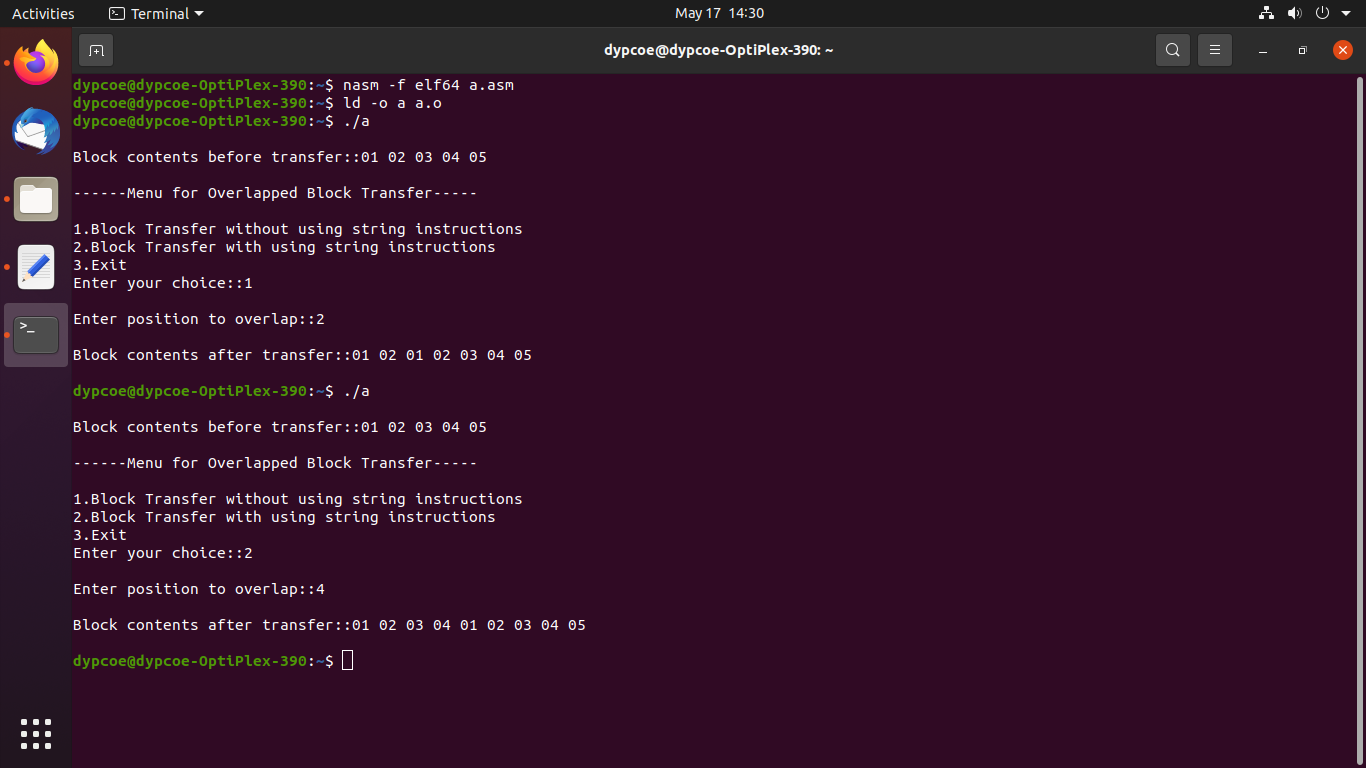 Activities
Terminal
May 17  14:30
dypcoe@dypcoe-OptiPlex-390: ~
dypcoe@dypcoe-OptiPlex-390:~$ nasm -f elf64 a.asm
dypcoe@dypcoe-OptiPlex-390:~$ ld -o a a.o
dypcoe@dypcoe-OptiPlex-390:~$ ./a
Block contents before transfer::01 02 03 04 05
------Menu for Overlapped Block Transfer-----
1.Block Transfer without using string instructions
2.Block Transfer with using string instructions
3.Exit
Enter your choice::1
Enter position to overlap::2
Block contents after transfer::01 02 01 02 03 04 05
dypcoe@dypcoe-OptiPlex-390:~$ ./a
Block contents before transfer::01 02 03 04 05
------Menu for Overlapped Block Transfer-----
1.Block Transfer without using string instructions
2.Block Transfer with using string instructions
3.Exit
Enter your choice::2
Enter position to overlap::4
Block contents after transfer::01 02 03 04 01 02 03 04 05
dypcoe@dypcoe-OptiPlex-390:~$